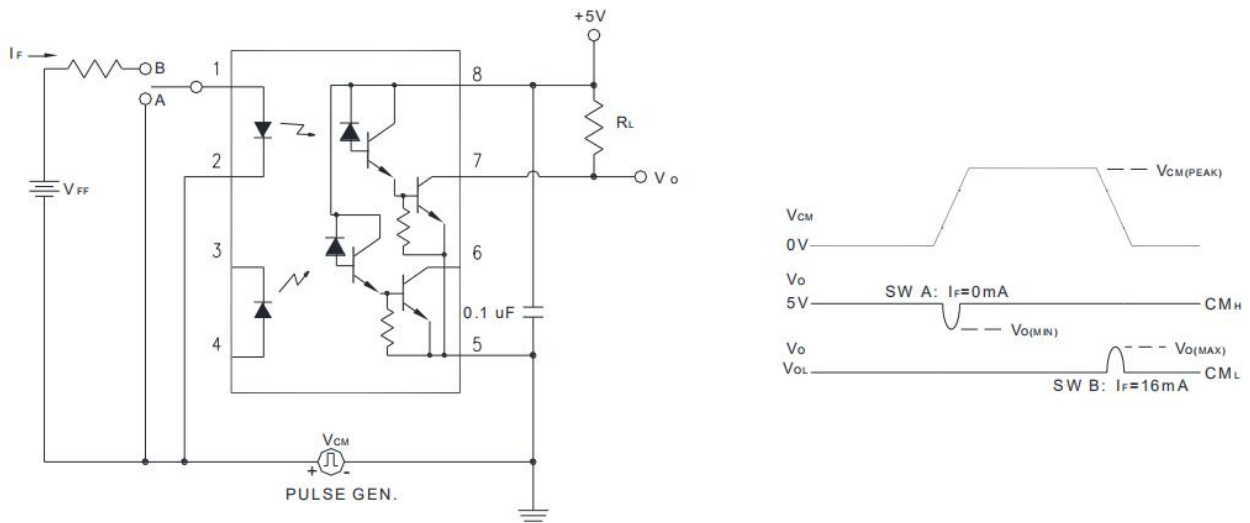 +5V
IF
B
A
1
8
RL
2
7
Vo
VFF
3
6
0.1 uF
4
5
VCM
+ -
PULSE GEN.
VCM(PEAK)
VCM
0V
Vo
SW A: IF=0mA
5V
CMH
Vo(MIN)
Vo
Vo(MAX)
VOL
CML
SW B: IF=16mA